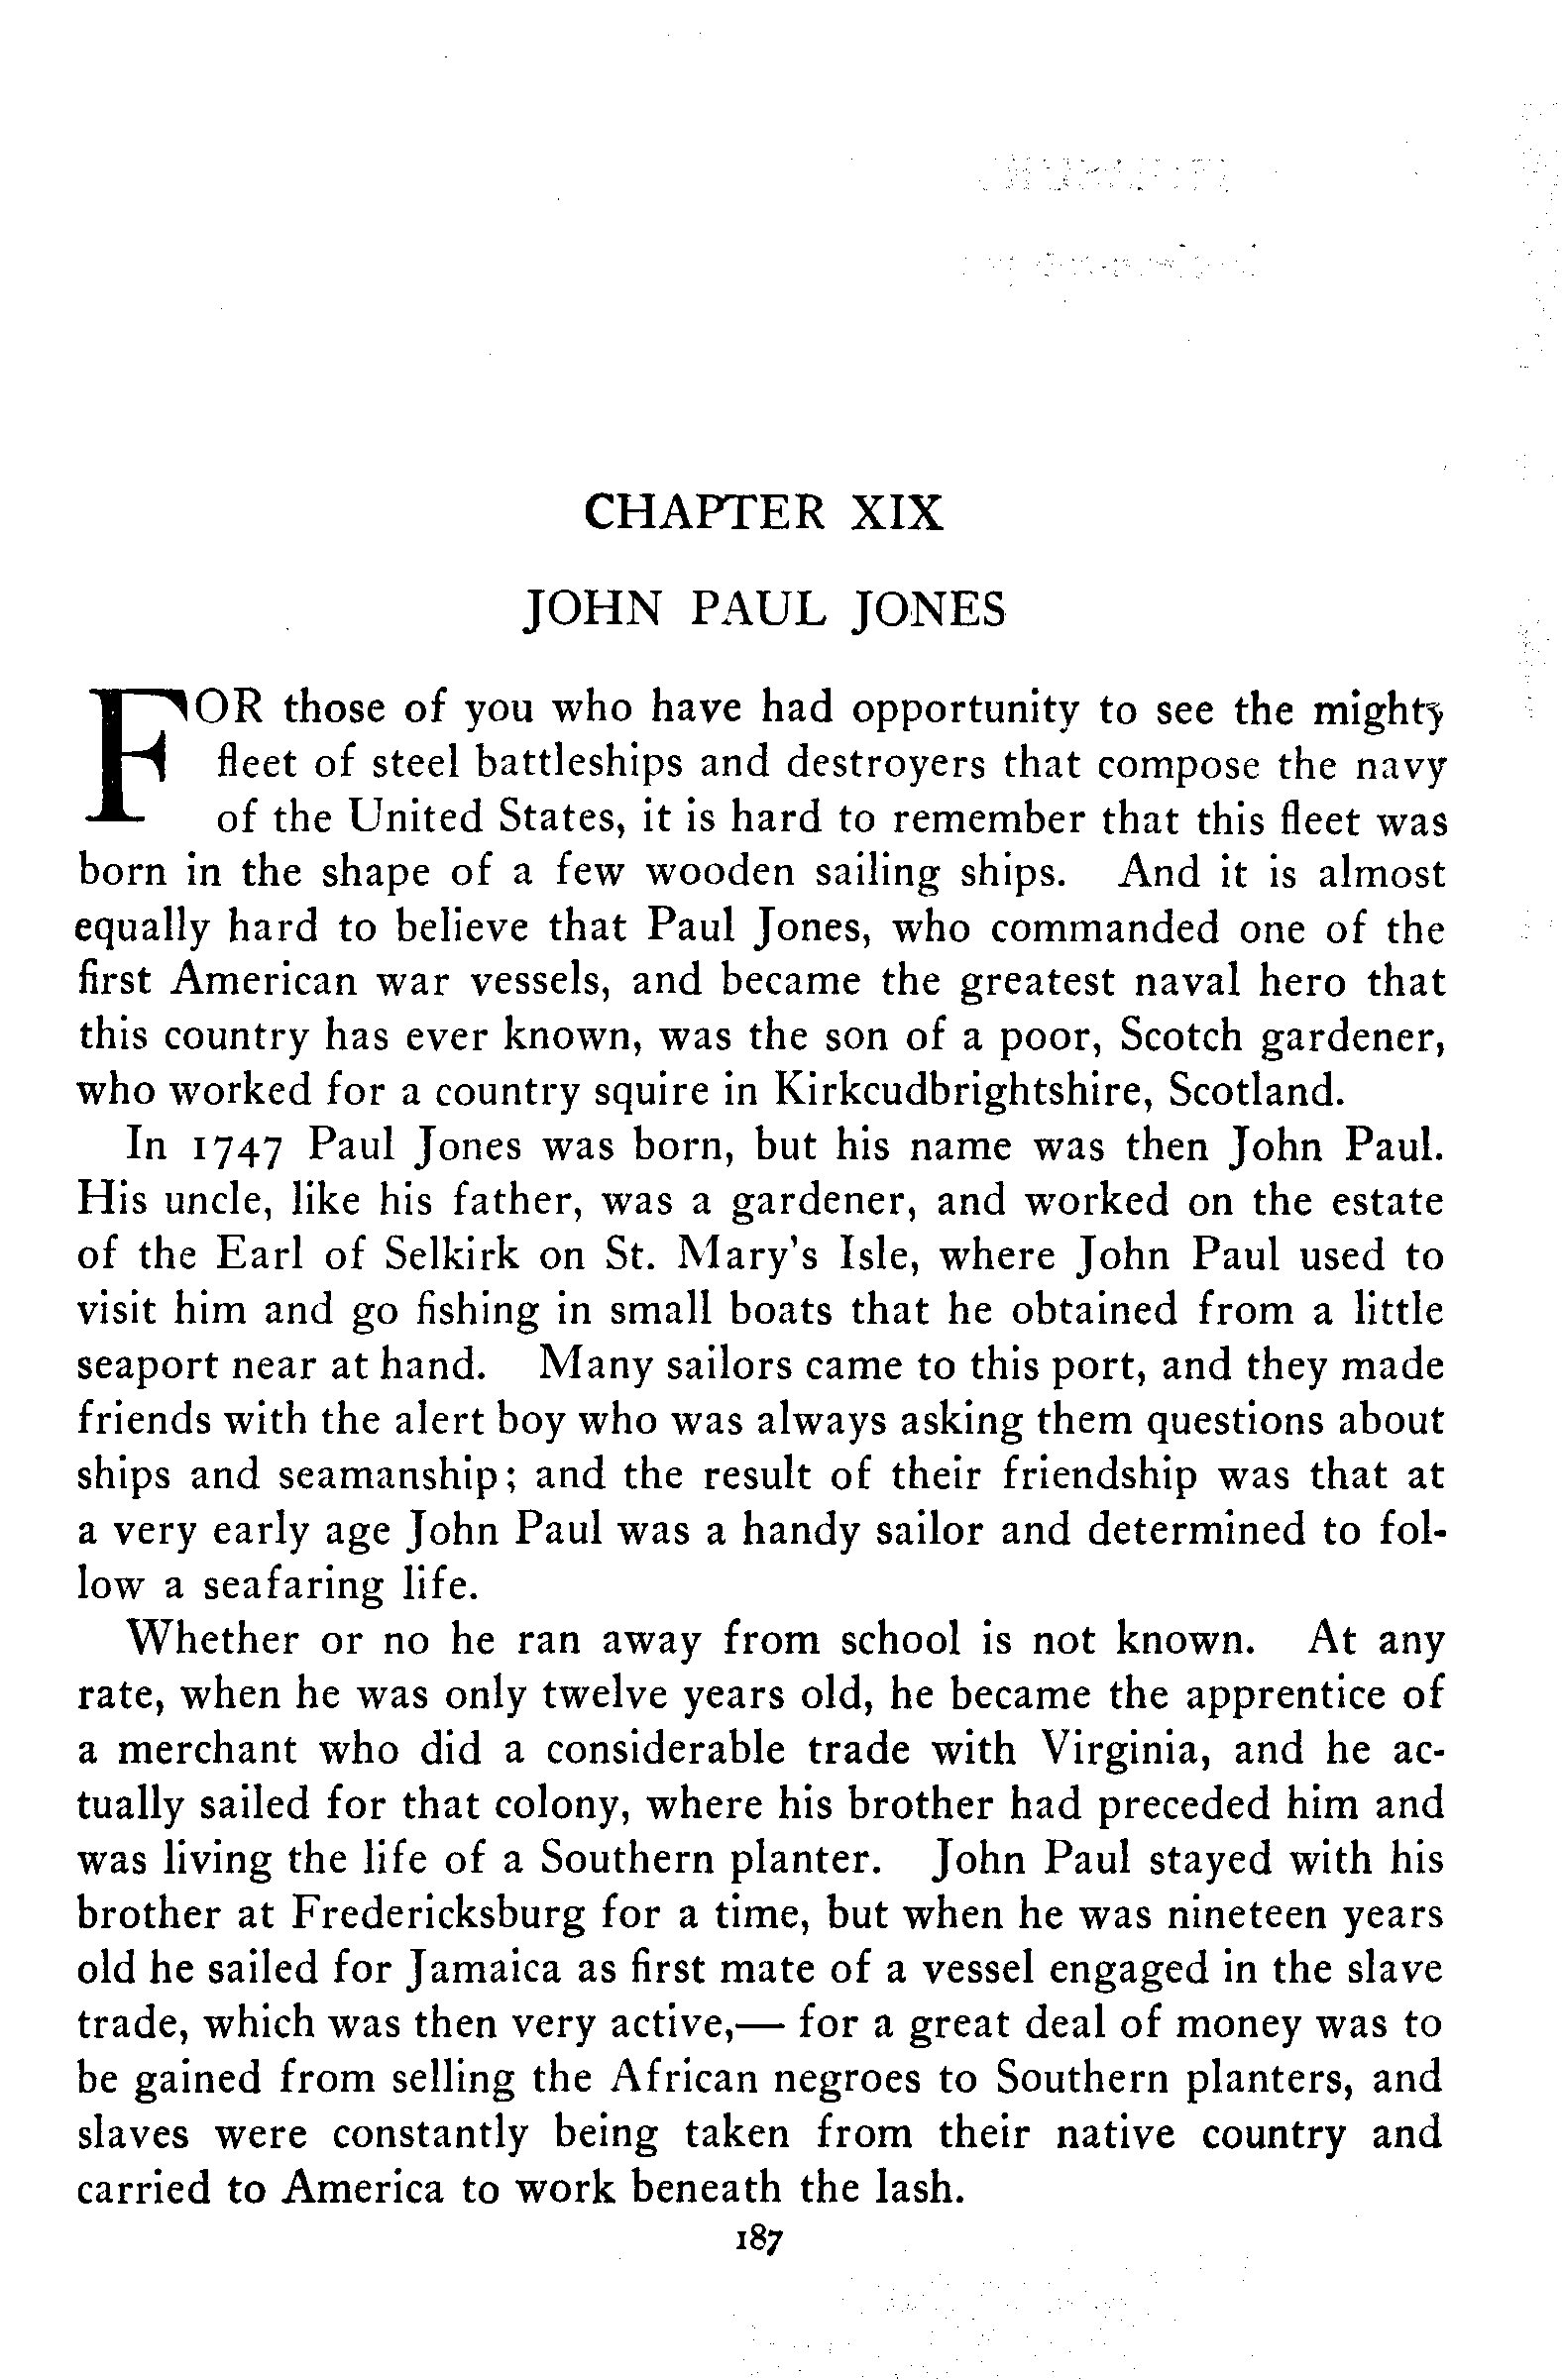 CHAPTER XIX
JOHN PAUL JONES
FOR those of you who have had opportunity to see the mighty
fleet of steel battleships and destroyers that compose the navy
of the United States, it is hard to remember that this fleet was
born in the shape of a few wooden sailing ships. And it is almost
equally hard to believe that Paul Jones, who commanded one of the
first American war vessels, and became the greatest naval hero that
this country has ever known, was the son of a poor, Scotch gardener,
who worked for a country squire in Kirkcudbrightshire, Scotland.
In 1747 Paul Jones was born, but his name was then John Paul.
His uncle, like his father, was a gardener, and worked on the estate
of the Earl of Selkirk on St. Mary's Isle, where John Paul used to
visit him and go fishing in small boats that he obtained from a little
seaport near at hand. Many sailors came to this port, and they made
friends with the alert boy who was always asking them questions about
ships and seamanship; and the result of their friendship was that at
a very early age John Paul was a handy sailor and determined to fol-
low a seafaring life.
Whether or no he ran away from school is not known. At any
rate, when he was only twelve years old, he became the apprentice of
a merchant who did a considerable trade with Virginia, and he ac-
tually sailed for that colony, where his brother had preceded him and
was living the life of a Southern planter. John Paul stayed with his
brother at Fredericksburg for a time, but when he was nineteen years
old he sailed for Jamaica as first mate of a vessel engaged in the slave
trade, which was then very active,— for a great deal of money was to
be gained from selling the African negroes to Southern planters, and
slaves were constantly being taken from their native country and
carried to America to work beneath the lash.
187